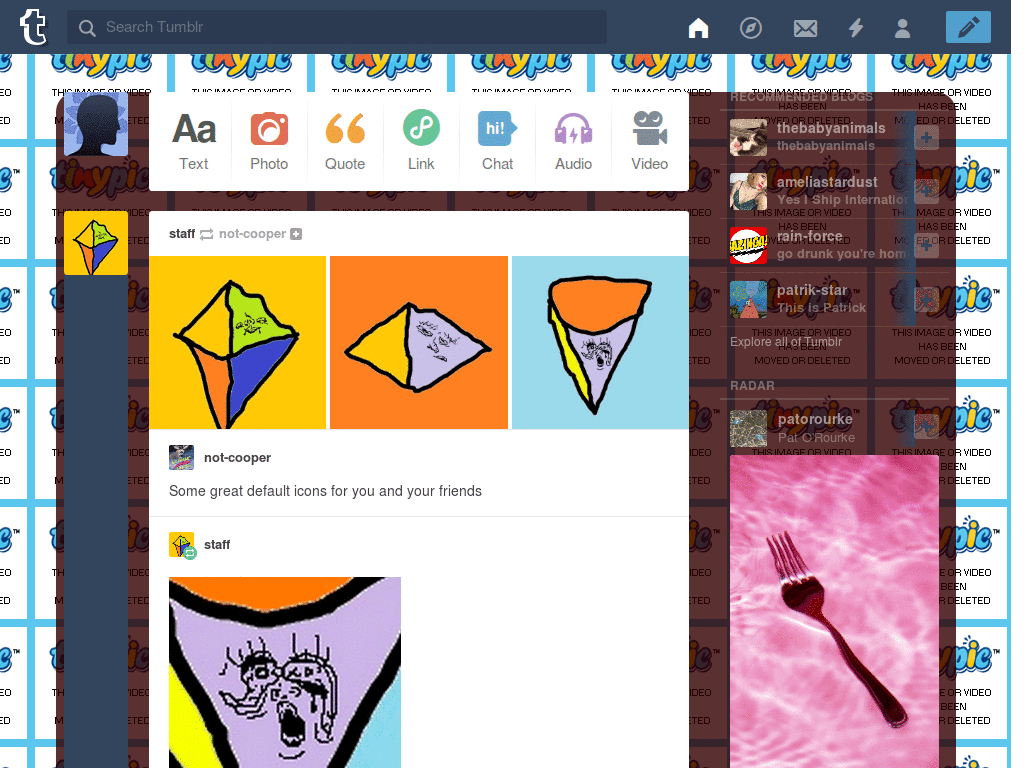 t
Search Tumblr
Aa
hi!
Text
Photo
Quote
Link
Chat
Audio
Video
staff not-cooper
not-cooper
Some great default icons for you and your friends
staff
RECOMMENDED BLOGS
thebabyanimals
thebabyanimals
ameliastardust
Yes I Ship Internation
rain-force
go drunk you're hom
patrik-star
This is Patrick
Explore all of Tumblr
RADAR
patorourke
Pat O'Rourke
tinypic™
THIS IMAGE OR VIDEO
HAS BEEN
MOVED OR DELETED